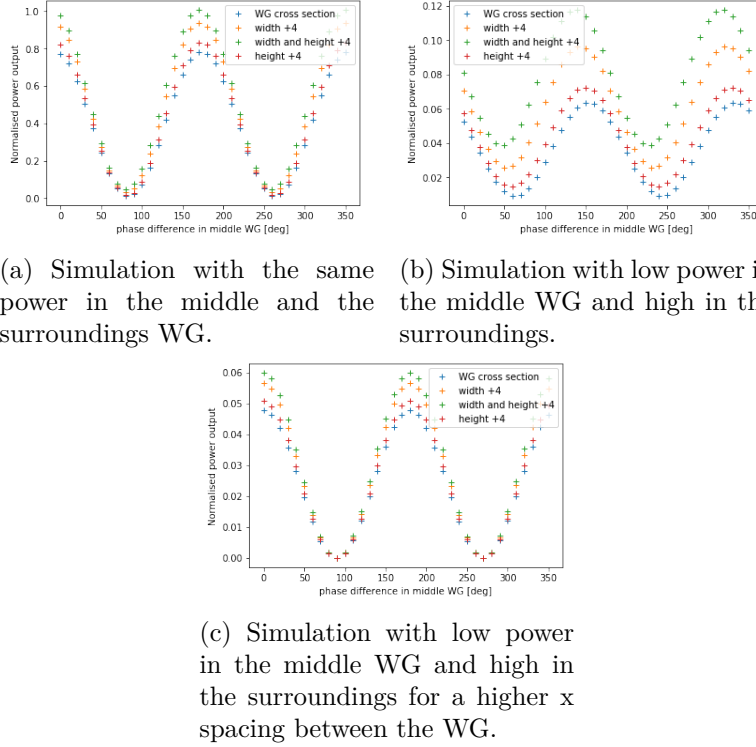 WG cross section
width +4
width and height +4
height +4
Normalised power output
1.0
0.8
0.6
0.4
0.2
0.0
0 50 100 150 200 250 300 350
phase difference in middle WG [deg]
WG cross section
width +4
width and height +4
height +4
Normalised power output
0.12
0.10
0.08
0.06
0.04
0.02
0 50 100 150 200 250 300 350
phase difference in middle WG [deg]
(a) Simulation with the same
power in the middle and the
surroundings WG.
(b) Simulation with low power i
the middle WG and high in th
surroundings.
WG cross section
width +4
width and height +4
height +4
Normalised power output
0.06
0.05
0.04
0.03
0.02
0.01
0.00
0 50 100 150 200 250 300 350
phase difference in middle WG [deg]
(c) Simulation with low power
in the middle WG and high in
the surroundings for a higher x
spacing between the WG.